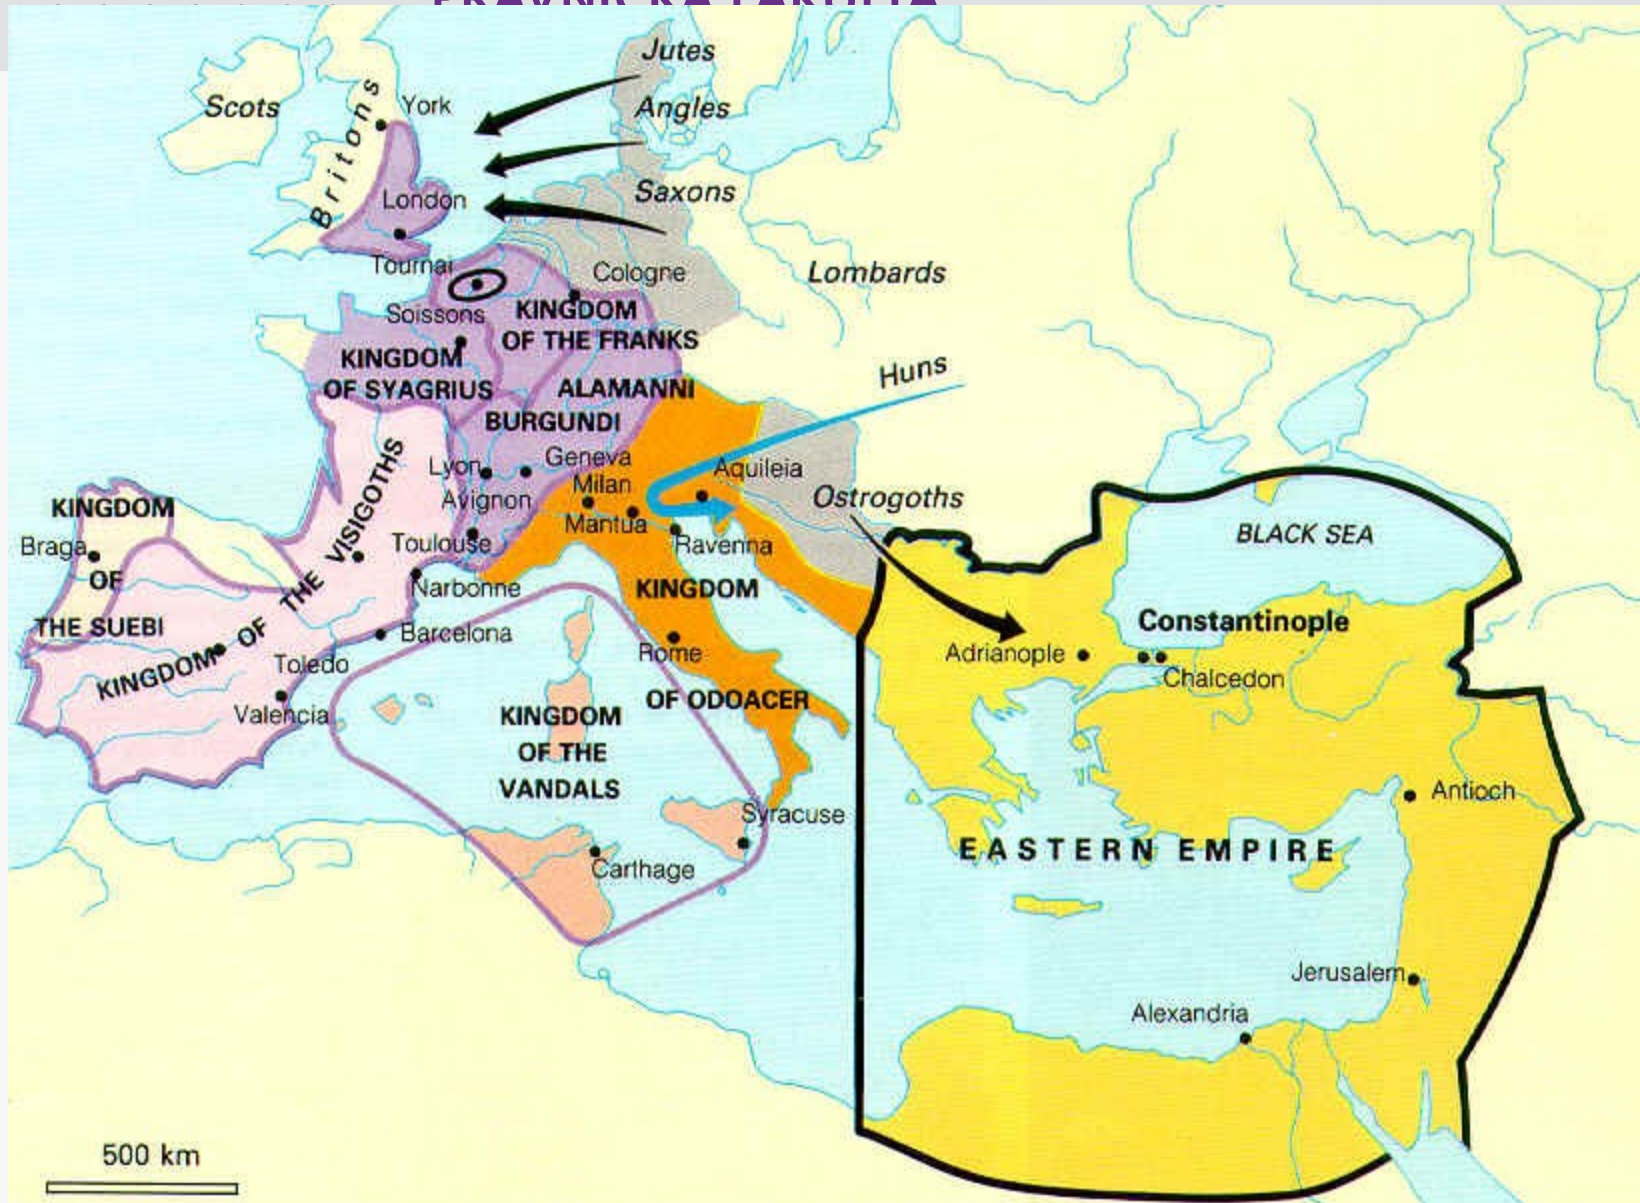 PRÁVNICKÁ FAKULTA
Jutes
Scots
York
Angles
Britons
London
Saxons
Tournai
Cologne
Lombards
Soissons
KINGDOM
OF THE FRANKS
KINGDOM
OF SYAGRIUS
ALAMANNI
Huns
BURGUNDI
Lyon
Geneva
Aquileia
Milan
Avignon
Ostrogoths
KINGDOM
Mantua
BLACK SEA
Braga
Toulouse
Ravenna
OF
Narbonne
KINGDOM
THE SUEBI
KINGDOM OF THE VISIGOTHS
Barcelona
Constantinople
Rome
Adrianople
Toledo
Chalcedon
OF ODOACER
Valencia
KINGDOM
OF THE
VANDALS
Antioch
Syracuse
EASTERN EMPIRE
Carthage
Jerusalem
Alexandria
500 km